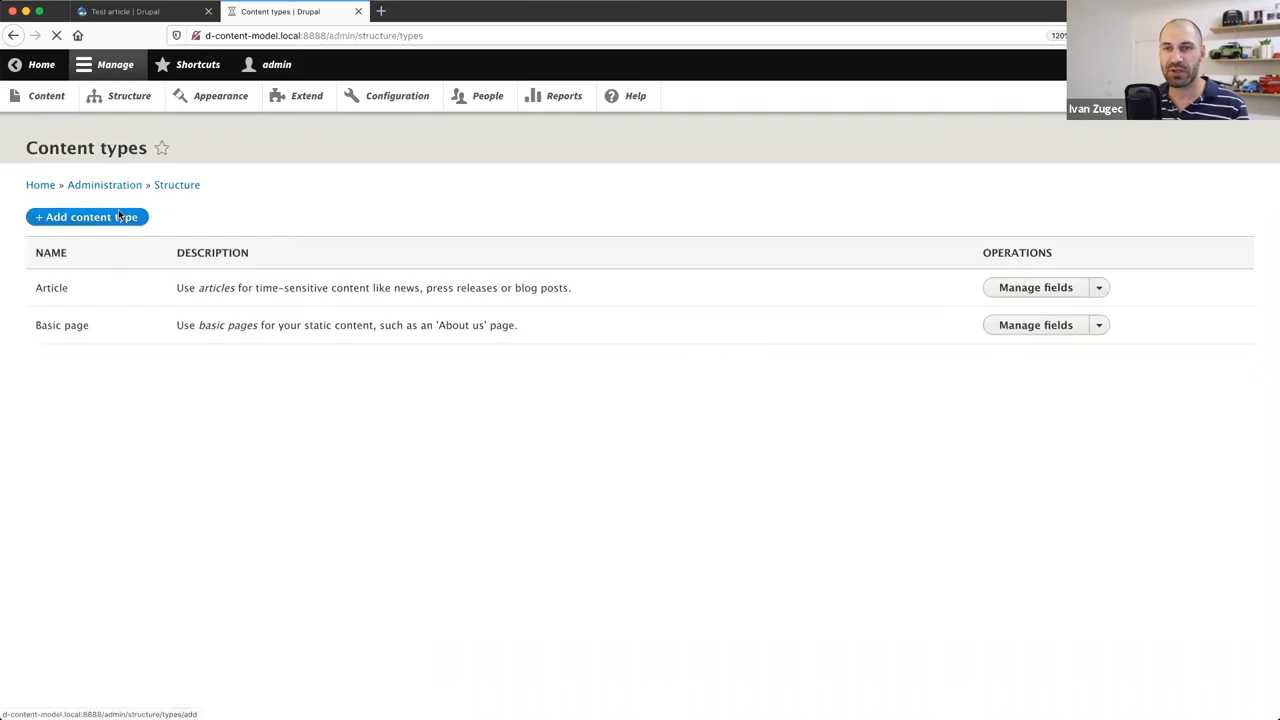 Test article | Drupal
Content types | Drupal
d-content-model.local:8888/admin/structure/types
120%
Home
Manage
Shortcuts
admin
Content
Structure
Appearance
Extend
Configuration
People
Reports
Help
Ivan Zugec
Content types
Home » Administration » Structure
+ Add content type
NAME
DESCRIPTION
OPERATIONS
Article
Use articles for time-sensitive content like news, press releases or blog posts.
Manage fields
Basic page
Use basic pages for your static content, such as an 'About us' page.
Manage fields
d-content-model.local:8888/admin/structure/types/add